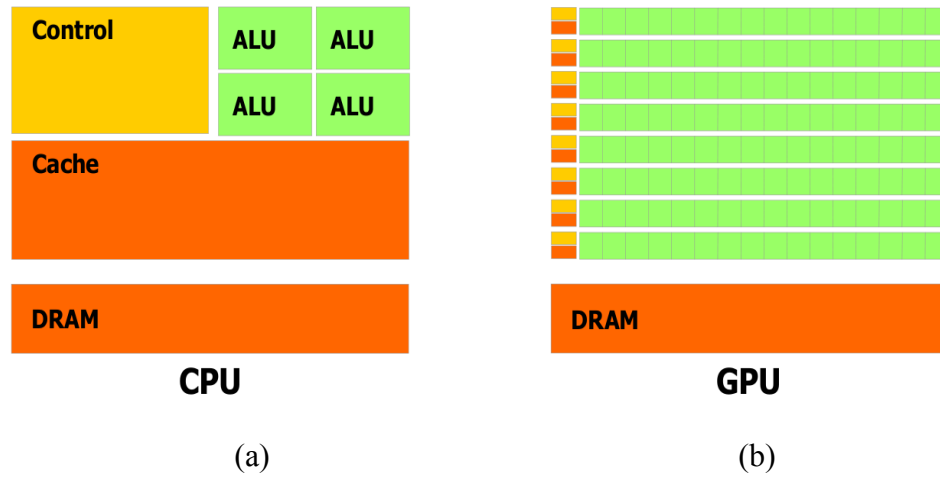 Control
ALU ALU
ALU ALU
Cache
DRAM
CPU
(a)
DRAM
GPU
(b)